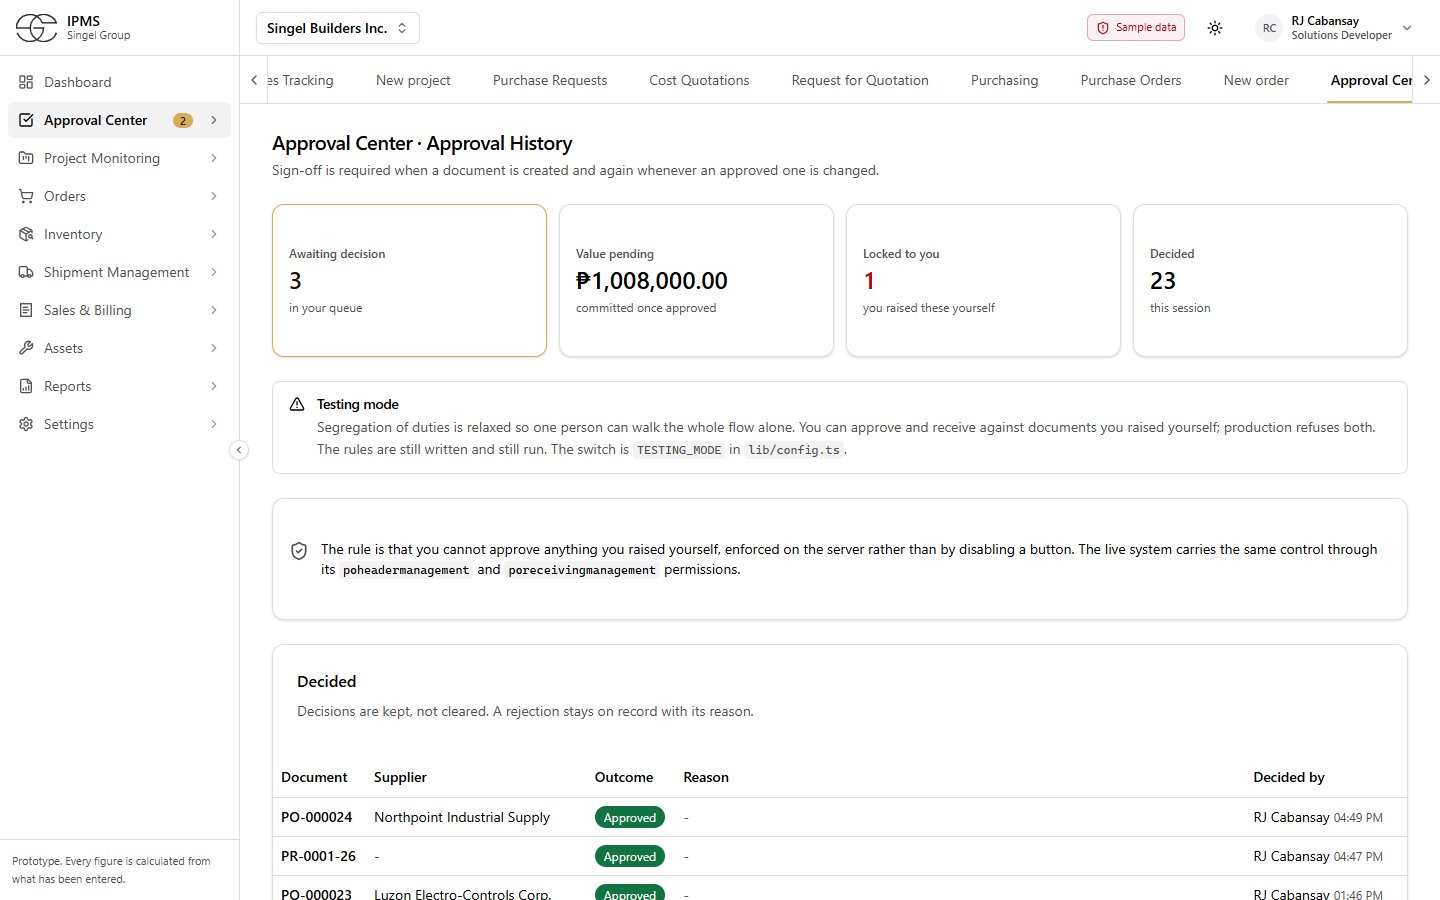 IPMS
Singel Group
Singel Builders Inc.
Sample data
RC
RJ Cabansay
Solutions Developer
Dashboard
Approval Center 2
Project Monitoring
Orders
Inventory
Shipment Management
Sales & Billing
Assets
Reports
Settings
Prototype. Every figure is calculated from
what has been entered.
es Tracking New project Purchase Requests Cost Quotations Request for Quotation Purchasing Purchase Orders New order Approval Cen
Approval Center · Approval History
Sign-off is required when a document is created and again whenever an approved one is changed.
Awaiting decision
3
in your queue
Value pending
₱1,008,000.00
committed once approved
Locked to you
1
you raised these yourself
Decided
23
this session
Testing mode
Segregation of duties is relaxed so one person can walk the whole flow alone. You can approve and receive against documents you raised yourself; production refuses both.
The rules are still written and still run. The switch is TESTING_MODE in lib/config.ts.
The rule is that you cannot approve anything you raised yourself, enforced on the server rather than by disabling a button. The live system carries the same control through
its poheadermanagement and poreceivingmanagement permissions.
Decided
Decisions are kept, not cleared. A rejection stays on record with its reason.
Document Supplier Outcome Reason Decided by
PO-000024 Northpoint Industrial Supply Approved - RJ Cabansay 04:49 PM
PR-0001-26 - Approved - RJ Cabansay 04:47 PM
PO-000023 Luzon Electro-Controls Corp. Approved - RJ Cabansay 01:46 PM